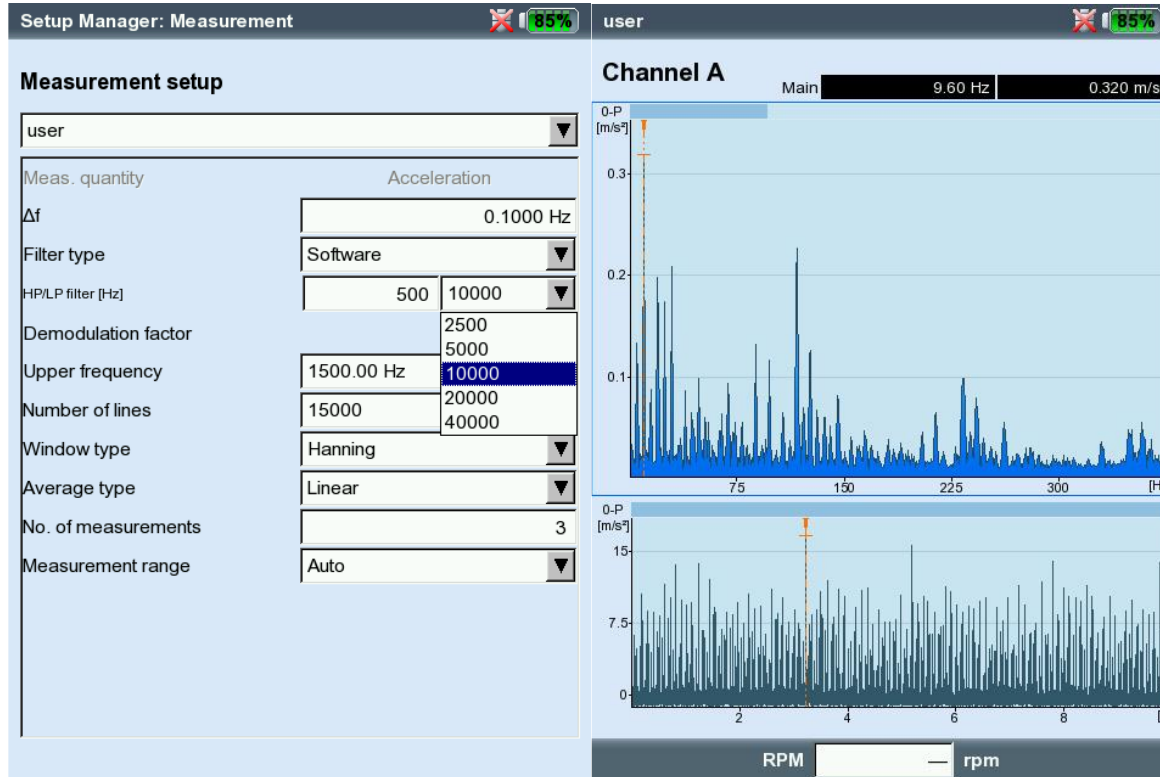 Setup Manager: Measurement
85%
Measurement setup
user
Meas. quantity Acceleration
Δf 0.1000 Hz
Filter type Software
HP/LP filter [Hz] 500 10000
2500
5000
10000
20000
40000
Demodulation factor
Upper frequency 1500.00 Hz
Number of lines 15000
Window type Hanning
Average type Linear
No. of measurements 3
Measurement range Auto
user
85%
Channel A
Main 9.60 Hz 0.320 m/s
0-P
[m/s²]
0.3
0.2
0.1
75 150 225 300 [H
0-P
[m/s²]
15
7.5
0
2 4 6 8 [
RPM — rpm